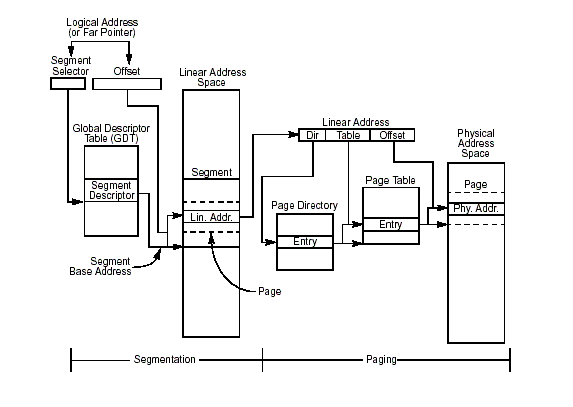 Logical Address
(or Far Pointer)
Segment
Selector
Offset
Linear Address
Space
Global Descriptor
Table (GDT)
Segment
Descriptor
Segment
Lin. Addr.
Segment
Base Address
Page
Linear Address
Dir Table Offset
Physical
Address
Space
Page Table
Page
Page Directory
Entry
Phy. Addr.
Entry
Segmentation
Paging